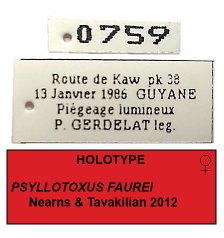 0759
Route de Kaw pk 38
13 Janvier 1986 GUYANE
Piégeage lumineux
P. GERDELAT leg.
HOLOTYPE ♀
PSYLLOTOXUS FAUREI
Nearns & Tavakilian 2012